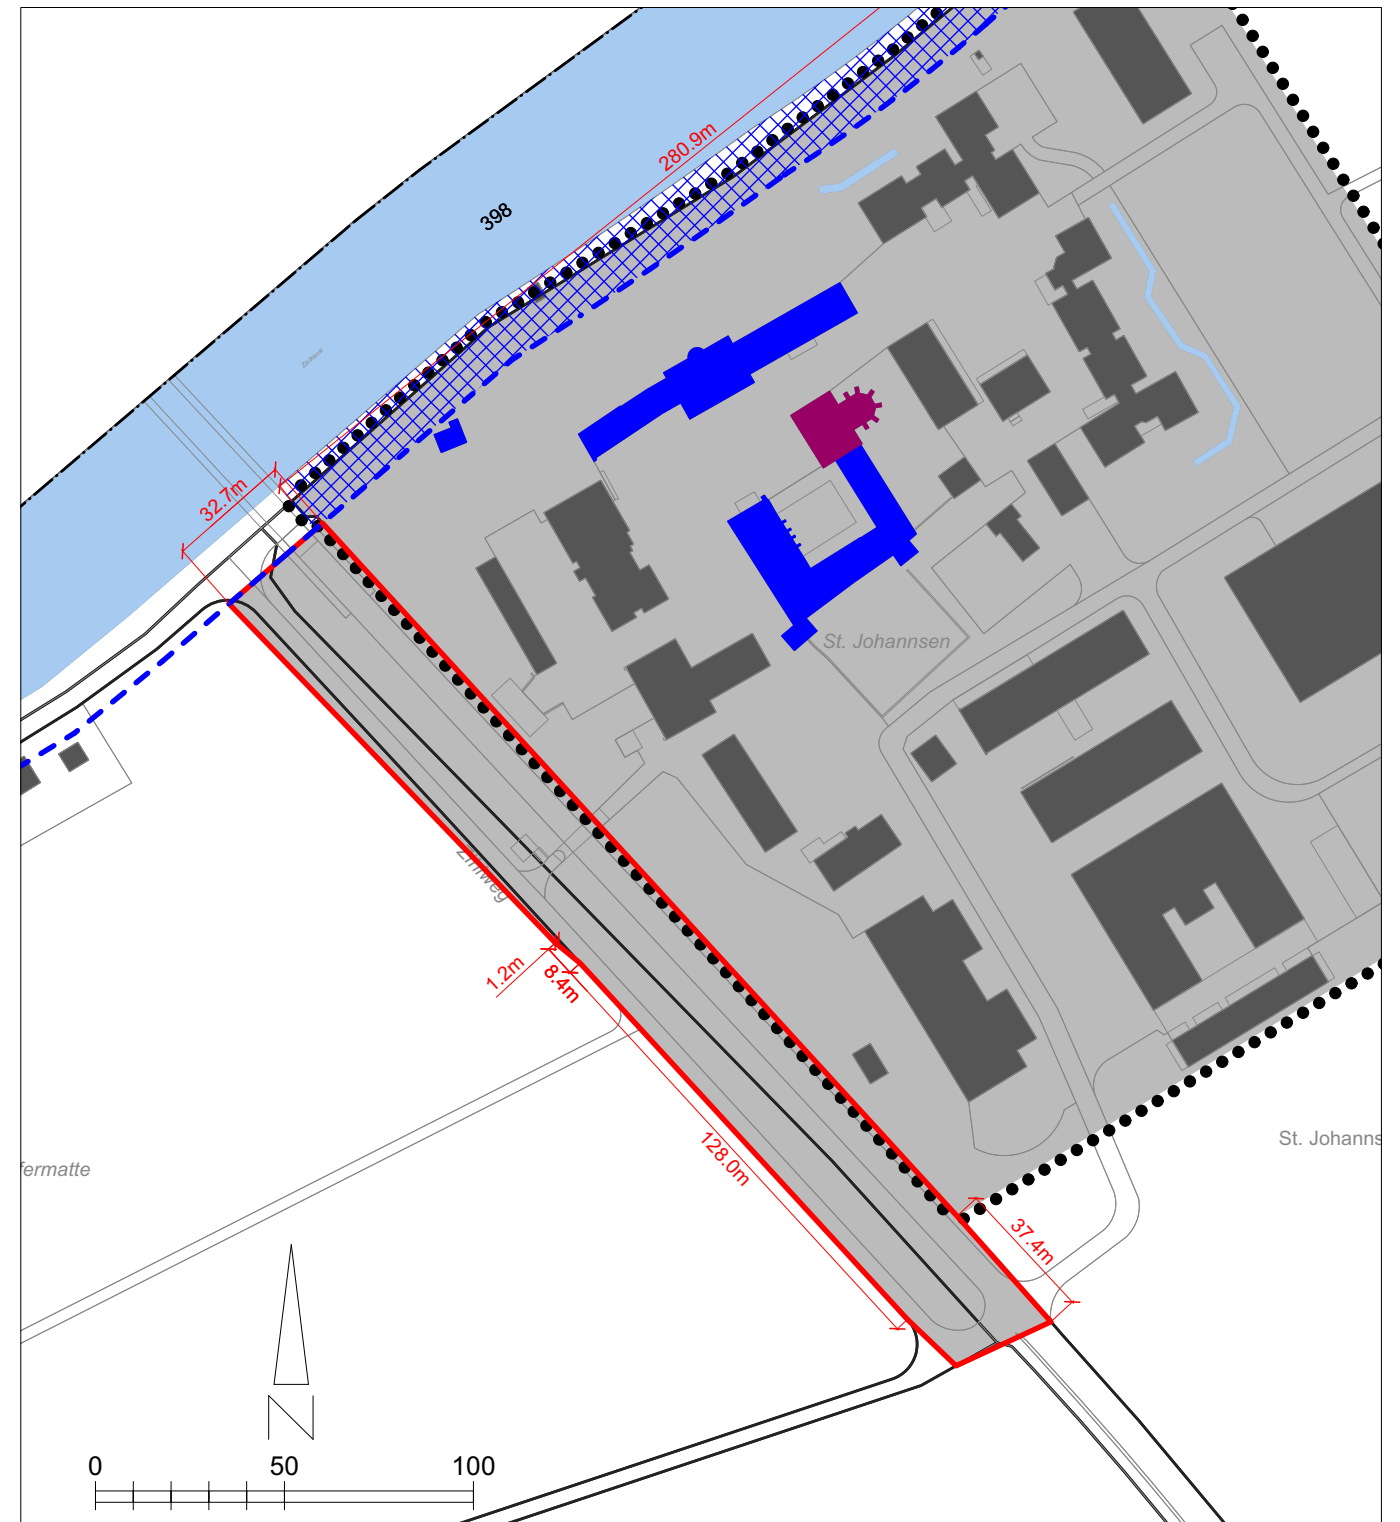 280.9m
398
32.7m
St. Johannsen
Zihlweg
1.2m
8.4m
128.0m
St. Johanns
fermatte
37.4m
N
0 50 100